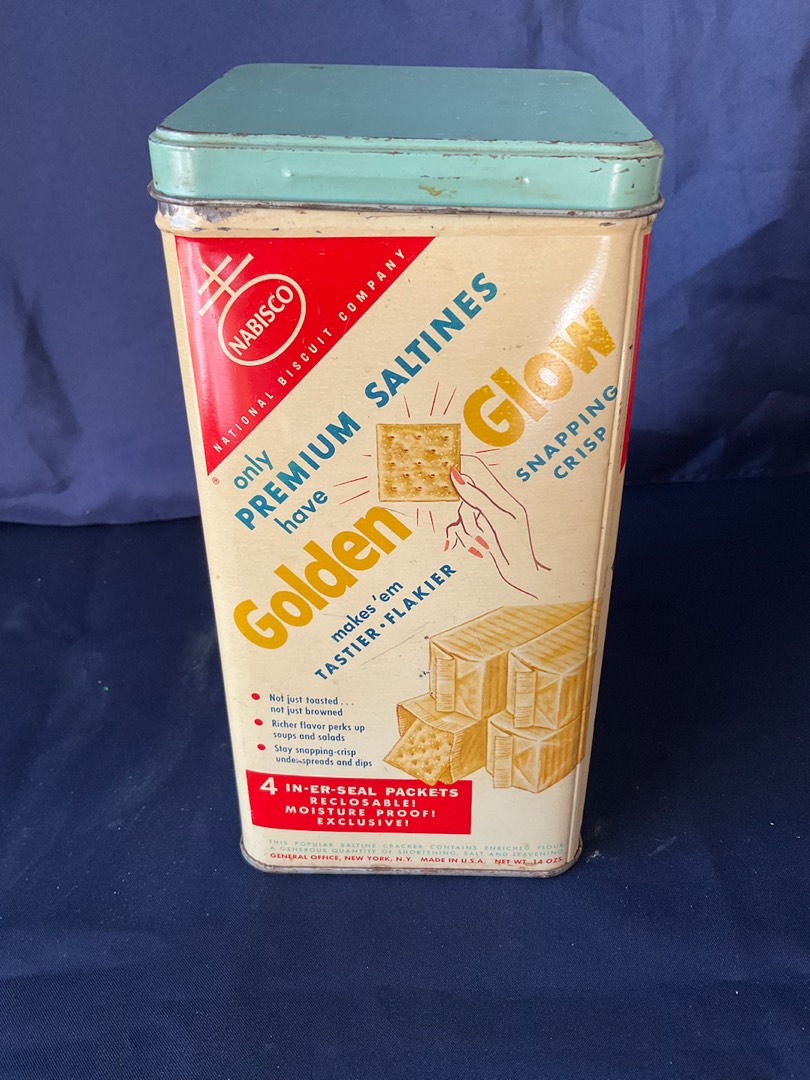 NABISCO
NATIONAL BISCUIT COMPANY
®
only
PREMIUM SALTINES
have
Golden Glow
makes 'em
TASTIER · FLAKIER
SNAPPING
CRISP
• Not just toasted . . .
not just browned
• Richer flavor perks up
soups and salads
• Stay snapping-crisp
under spreads and dips
4 IN-ER-SEAL PACKETS
RECLOSABLE!
MOISTURE PROOF!
EXCLUSIVE!
THIS POPULAR SALTINE CRACKER CONTAINS ENRICHED FLOUR
A GENEROUS QUANTITY OF SHORTENING, SALT AND LEAVENING
GENERAL OFFICE, NEW YORK, N.Y. MADE IN U.S.A. NET WT. 14 OZS.